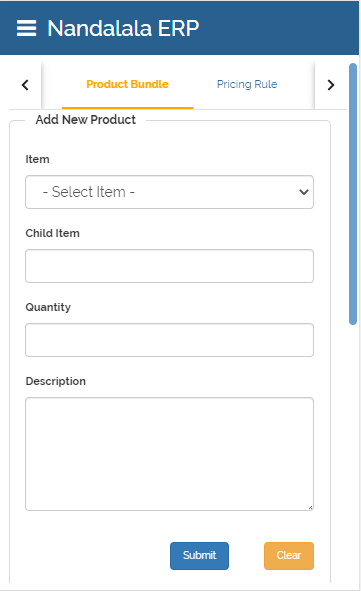 Nandalala ERP
Product Bundle Pricing Rule
Add New Product
Item
- Select Item -
Child Item
Quantity
Description
Submit Clear